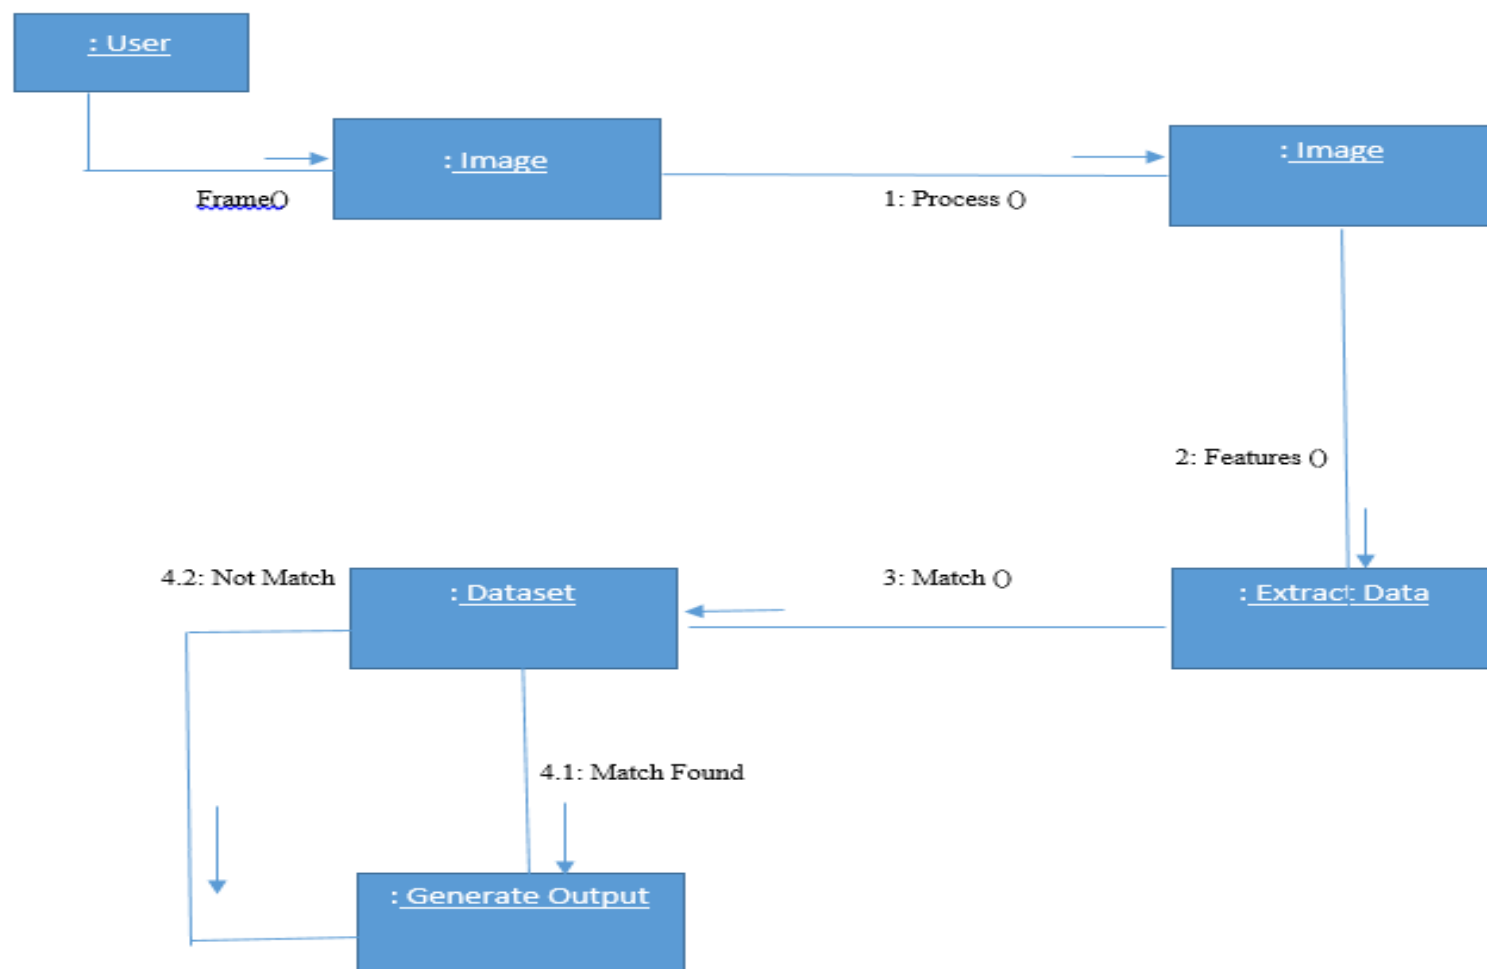 : User
: Image
: Image
Frame()
1: Process ()
2: Features ()
4.2: Not Match
: Dataset
3: Match ()
: Extract Data
4.1: Match Found
: Generate Output